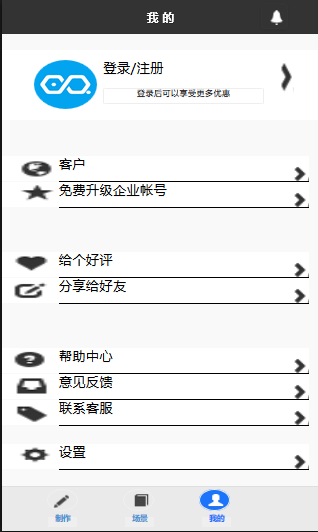 我的
登录/注册
登录后可以享受更多优惠
客户
免费升级企业帐号
给个好评
分享给好友
帮助中心
意见反馈
联系客服
设置
制作
场景
我的